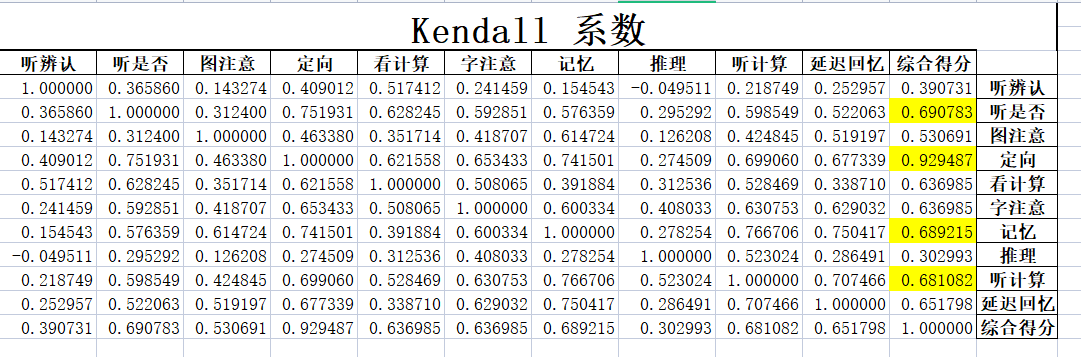 Kendall 系数
听辨认 听是否 图注意 定向 看计算 字注意 记忆 推理 听计算 延迟回忆 综合得分
1.000000 0.365860 0.143274 0.409012 0.517412 0.241459 0.154543 -0.049511 0.218749 0.252957 0.390731 听辨认
0.365860 1.000000 0.312400 0.751931 0.628245 0.592851 0.576359 0.295292 0.598549 0.522063 0.690783 听是否
0.143274 0.312400 1.000000 0.463380 0.351714 0.418707 0.614724 0.126208 0.424845 0.519197 0.530691 图注意
0.409012 0.751931 0.463380 1.000000 0.621558 0.653433 0.741501 0.274509 0.699060 0.677339 0.929487 定向
0.517412 0.628245 0.351714 0.621558 1.000000 0.508065 0.391884 0.312536 0.528469 0.338710 0.636985 看计算
0.241459 0.592851 0.418707 0.653433 0.508065 1.000000 0.600334 0.408033 0.630753 0.629032 0.636985 字注意
0.154543 0.576359 0.614724 0.741501 0.391884 0.600334 1.000000 0.278254 0.766706 0.750417 0.689215 记忆
-0.049511 0.295292 0.126208 0.274509 0.312536 0.408033 0.278254 1.000000 0.523024 0.286491 0.302993 推理
0.218749 0.598549 0.424845 0.699060 0.528469 0.630753 0.766706 0.523024 1.000000 0.707466 0.681082 听计算
0.252957 0.522063 0.519197 0.677339 0.338710 0.629032 0.750417 0.286491 0.707466 1.000000 0.651798 延迟回忆
0.390731 0.690783 0.530691 0.929487 0.636985 0.636985 0.689215 0.302993 0.681082 0.651798 1.000000 综合得分